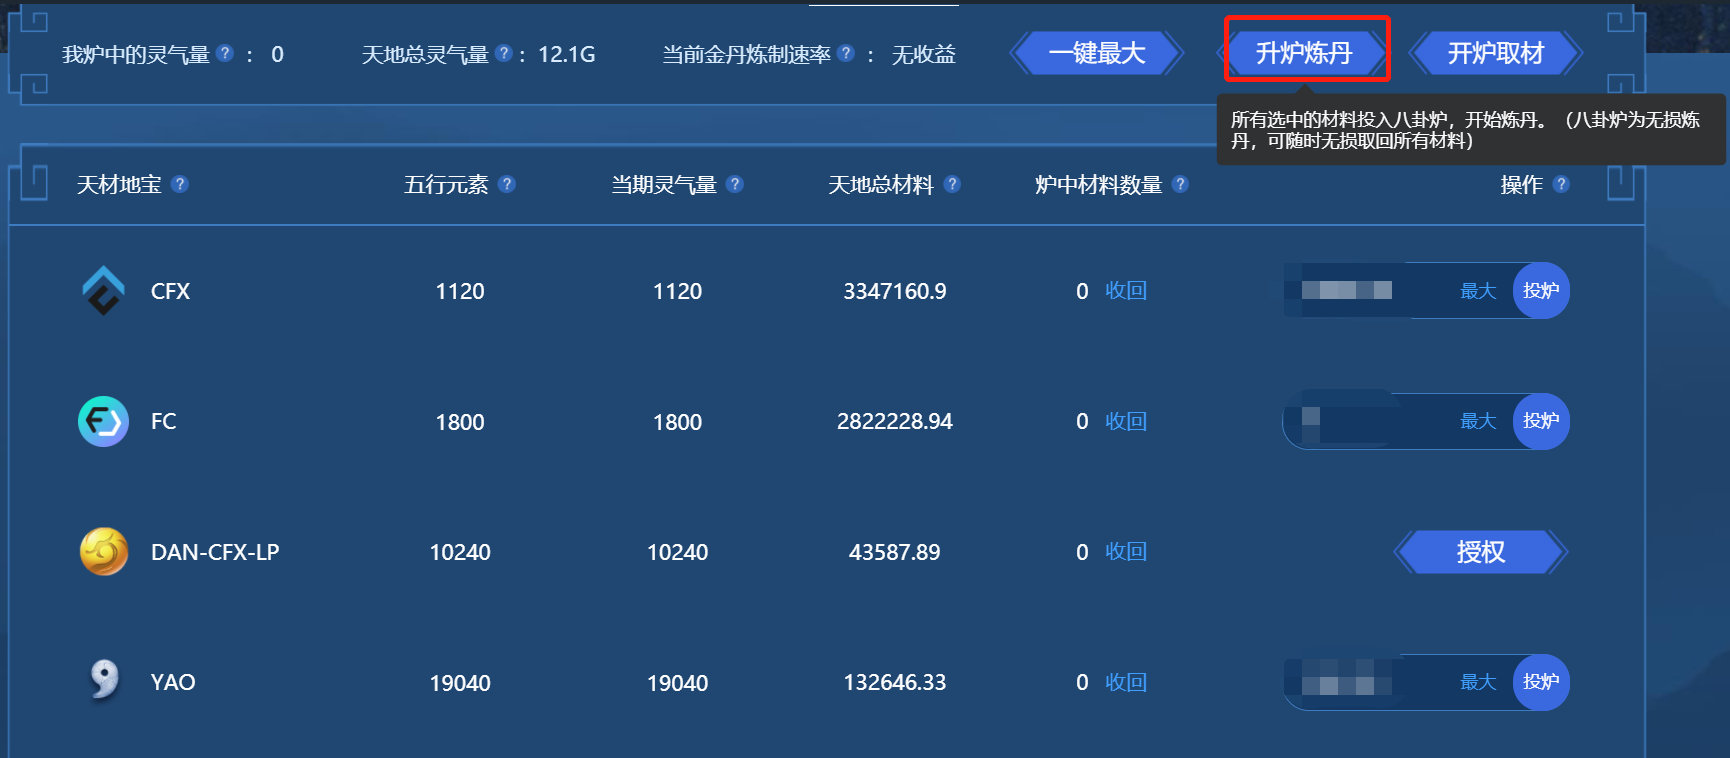 我炉中的灵气量 ? ： 0 天地总灵气量 ? ： 12.1G 当前金丹炼制速率 ? ： 无收益 一键最大 升炉炼丹 开炉取材
所有选中的材料投入八卦炉，开始炼丹。（八卦炉为无损炼
丹，可随时无损取回所有材料）
天材地宝 ? 五行元素 ? 当期灵气量 ? 天地总材料 ? 炉中材料数量 ? 操作 ?
CFX 1120 1120 3347160.9 0 收回 最大 投炉
FC 1800 1800 2822228.94 0 收回 最大 投炉
DAN-CFX-LP 10240 10240 43587.89 0 收回 授权
YAO 19040 19040 132646.33 0 收回 最大 投炉